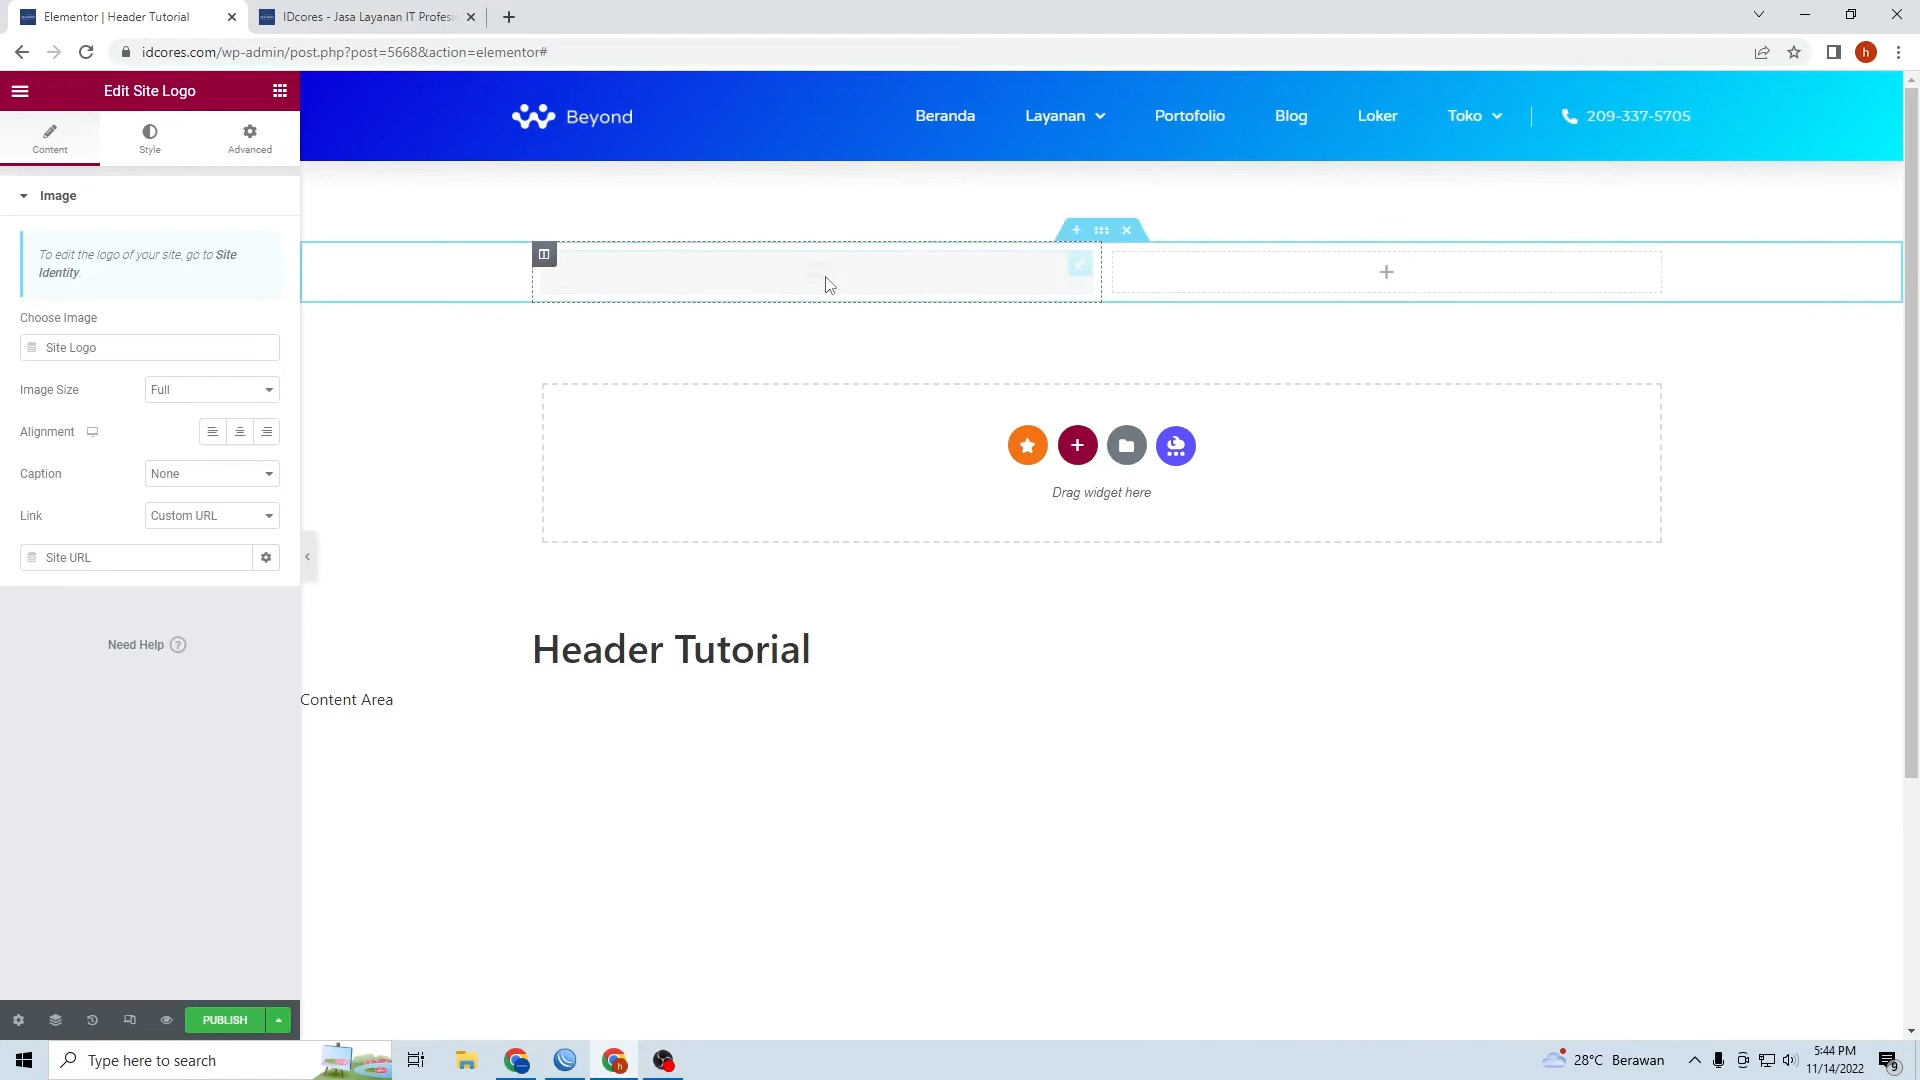 Elementor | Header Tutorial
IDcores - Jasa Layanan IT Profesi
idcores.com/wp-admin/post.php?post=5668&action=elementor#
h
Edit Site Logo
Content
Style
Advanced
Beyond
Beranda
Layanan
Portofolio
Blog
Loker
Toko
209-337-5705
Image
To edit the logo of your site, go to Site
Identity.
Choose Image
Site Logo
Image Size
Full
Alignment
Caption
None
Link
Custom URL
Site URL
Need Help ?
Drag widget here
Header Tutorial
Content Area
PUBLISH
Type here to search
h
28°C Berawan
5:44 PM
11/14/2022
9